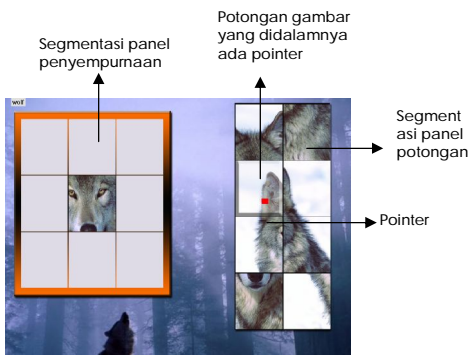 Potongan gambar
yang didalamnya
ada pointer
Segmentasi panel
penyempurnaan
wolf
Segment
asi panel
potongan
Pointer